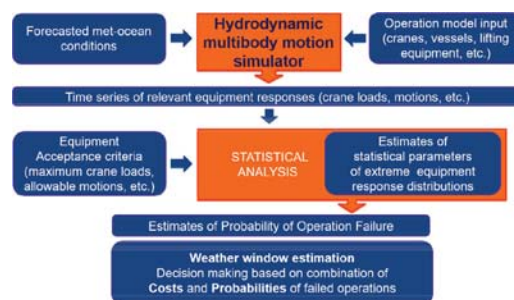 Forecasted met-ocean
conditions
Hydrodynamic
multibody motion
simulator
Operation model input
(cranes, vessels, lifting
equipment, etc.)
Time series of relevant equipment responses (crane loads, motions, etc.)
Equipment
Acceptance criteria
(maximum crane loads,
allowable motions, etc.)
STATISTICAL
ANALYSIS
Estimates of
statistical parameters
of extreme equipment
response distributions
Estimates of Probability of Operation Failure
Weather window estimation
Decision making based on combination of
Costs and Probabilities of failed operations